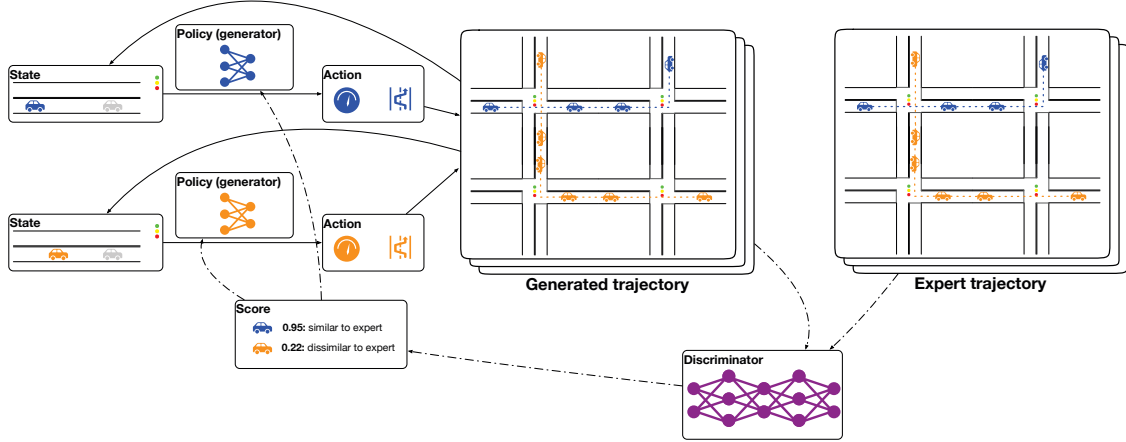 Policy (generator)
State
Action
Policy (generator)
State
Action
Generated trajectory
Expert trajectory
Score
0.95: similar to expert
0.22: dissimilar to expert
Discriminator